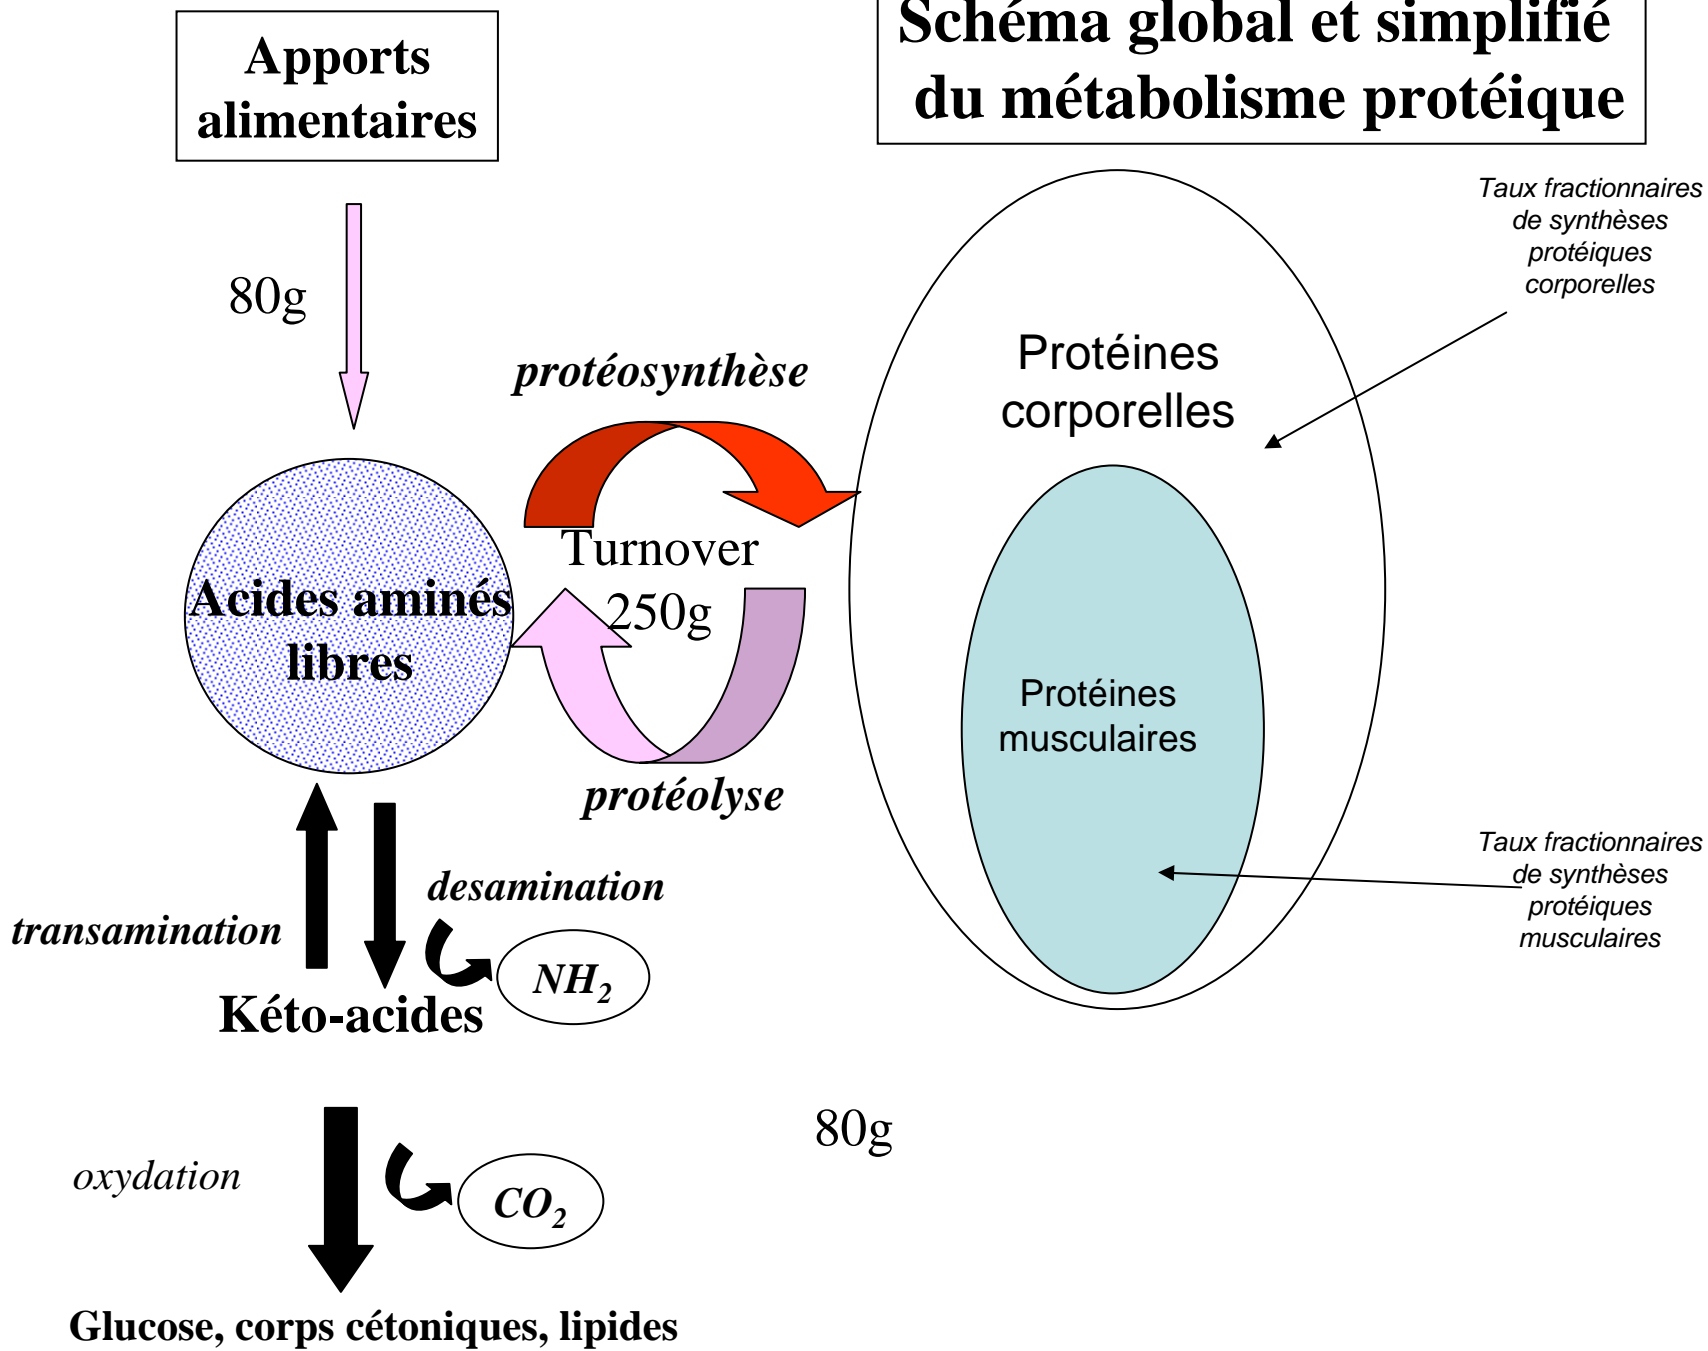 Schéma global et simplifié
du métabolisme protéique
Apports
alimentaires
80g
Taux fractionnaires
de synthèses
protéiques
corporelles
protéosynthèse
Protéines
corporelles
Turnover
250g
Acides aminés
libres
protéolyse
Protéines
musculaires
Taux fractionnaires
de synthèses
protéiques
musculaires
transamination
desamination
NH₂
Kéto-acides
80g
oxydation
CO₂
Glucose, corps cétoniques, lipides